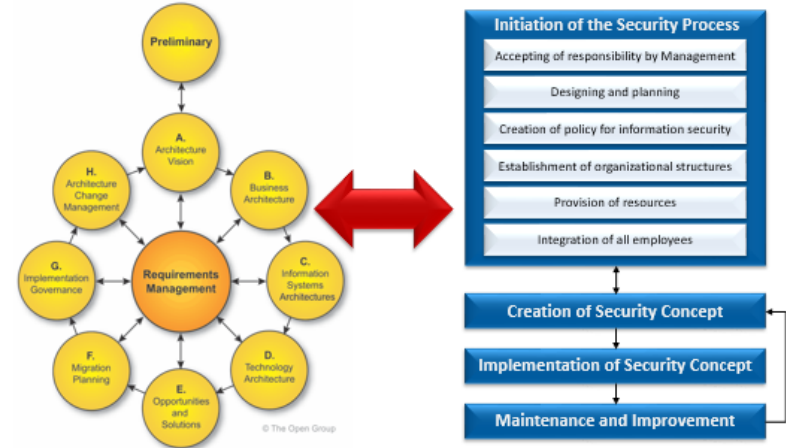 Preliminary
A.
Architecture
Vision
B.
Business
Architecture
C.
Information
Systems
Architectures
D.
Technology
Architecture
E.
Opportunities
and
Solutions
F.
Migration
Planning
G.
Implementation
Governance
H.
Architecture
Change
Management
Requirements
Management
© The Open Group
Initiation of the Security Process
Accepting of responsibility by Management
Designing and planning
Creation of policy for information security
Establishment of organizational structures
Provision of resources
Integration of all employees
Creation of Security Concept
Implementation of Security Concept
Maintenance and Improvement